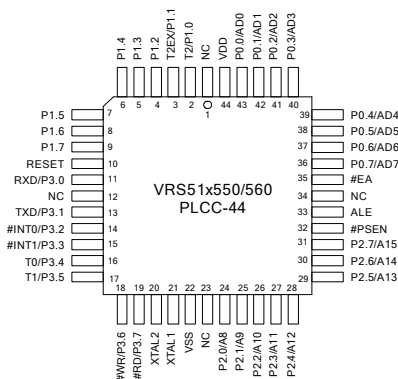 P1.4
P1.3
P1.2
T2EX/P1.1
T2/P1.0
NC
VDD
P0.0/AD0
P0.1/AD1
P0.2/AD2
P0.3/AD3
6
5
4
3
2
1
44
43
42
41
40
P1.5
P1.6
P1.7
RESET
RXD/P3.0
NC
TXD/P3.1
#INT0/P3.2
#INT1/P3.3
T0/P3.4
T1/P3.5
7
8
9
10
11
12
13
14
15
16
17
VRS51x550/560
PLCC-44
39
38
37
36
35
34
33
32
31
30
29
P0.4/AD4
P0.5/AD5
P0.6/AD6
P0.7/AD7
#EA
NC
ALE
#PSEN
P2.7/A15
P2.6/A14
P2.5/A13
18
19
20
21
22
23
24
25
26
27
28
#WR/P3.6
#RD/P3.7
XTAL2
XTAL1
VSS
NC
P2.0/A8
P2.1/A9
P2.2/A10
P2.3/A11
P2.4/A12